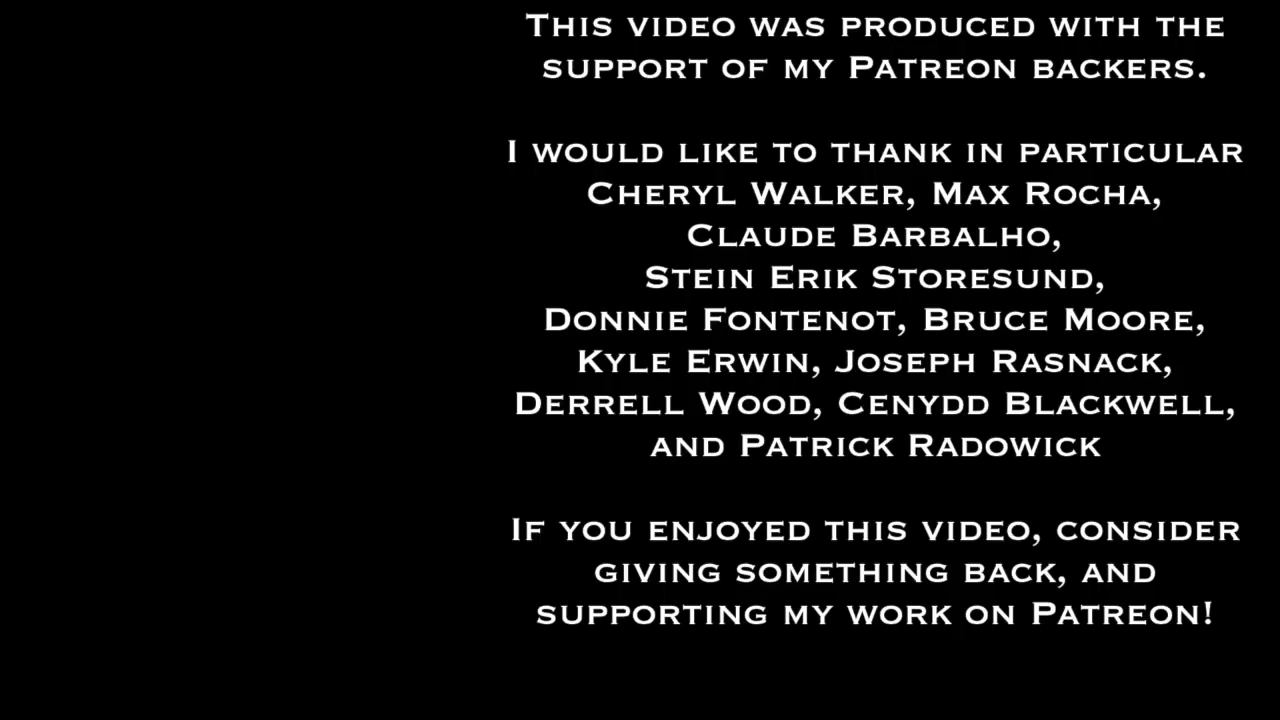 This video was produced with the
support of my Patreon backers.
I would like to thank in particular
Cheryl Walker, Max Rocha,
Claude Barbalho,
Stein Erik Storesund,
Donnie Fontenot, Bruce Moore,
Kyle Erwin, Joseph Rasnack,
Derrell Wood, Cenydd Blackwell,
and Patrick Radowick
If you enjoyed this video, consider
giving something back, and
supporting my work on Patreon!